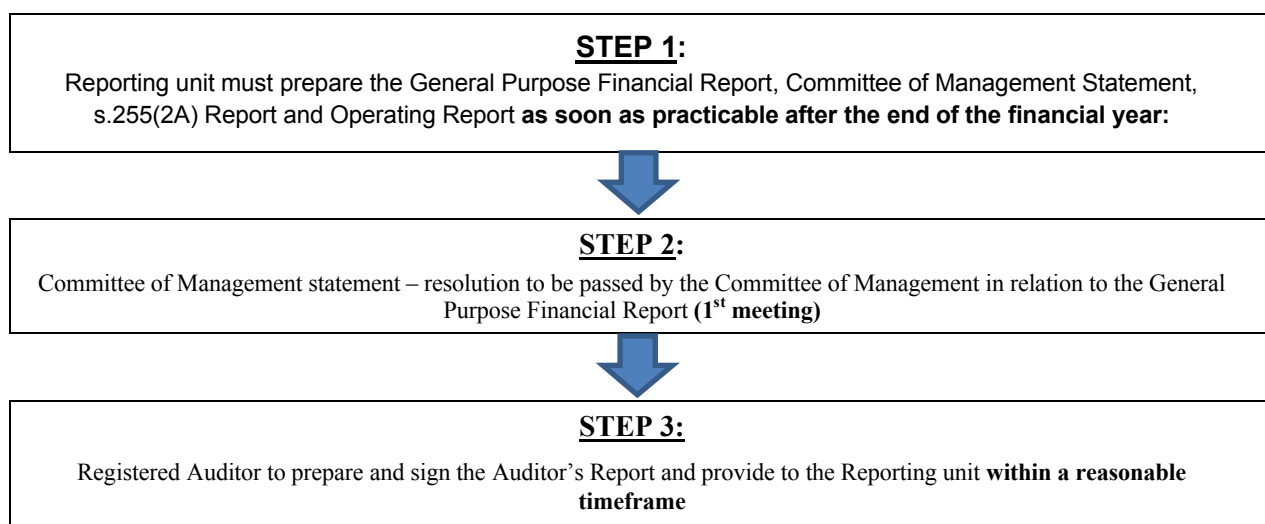 STEP 1:
Reporting unit must prepare the General Purpose Financial Report, Committee of Management Statement,
s.255(2A) Report and Operating Report as soon as practicable after the end of the financial year:
STEP 2:
Committee of Management statement – resolution to be passed by the Committee of Management in relation to the General
Purpose Financial Report (1st meeting)
STEP 3:
Registered Auditor to prepare and sign the Auditor’s Report and provide to the Reporting unit within a reasonable
timeframe